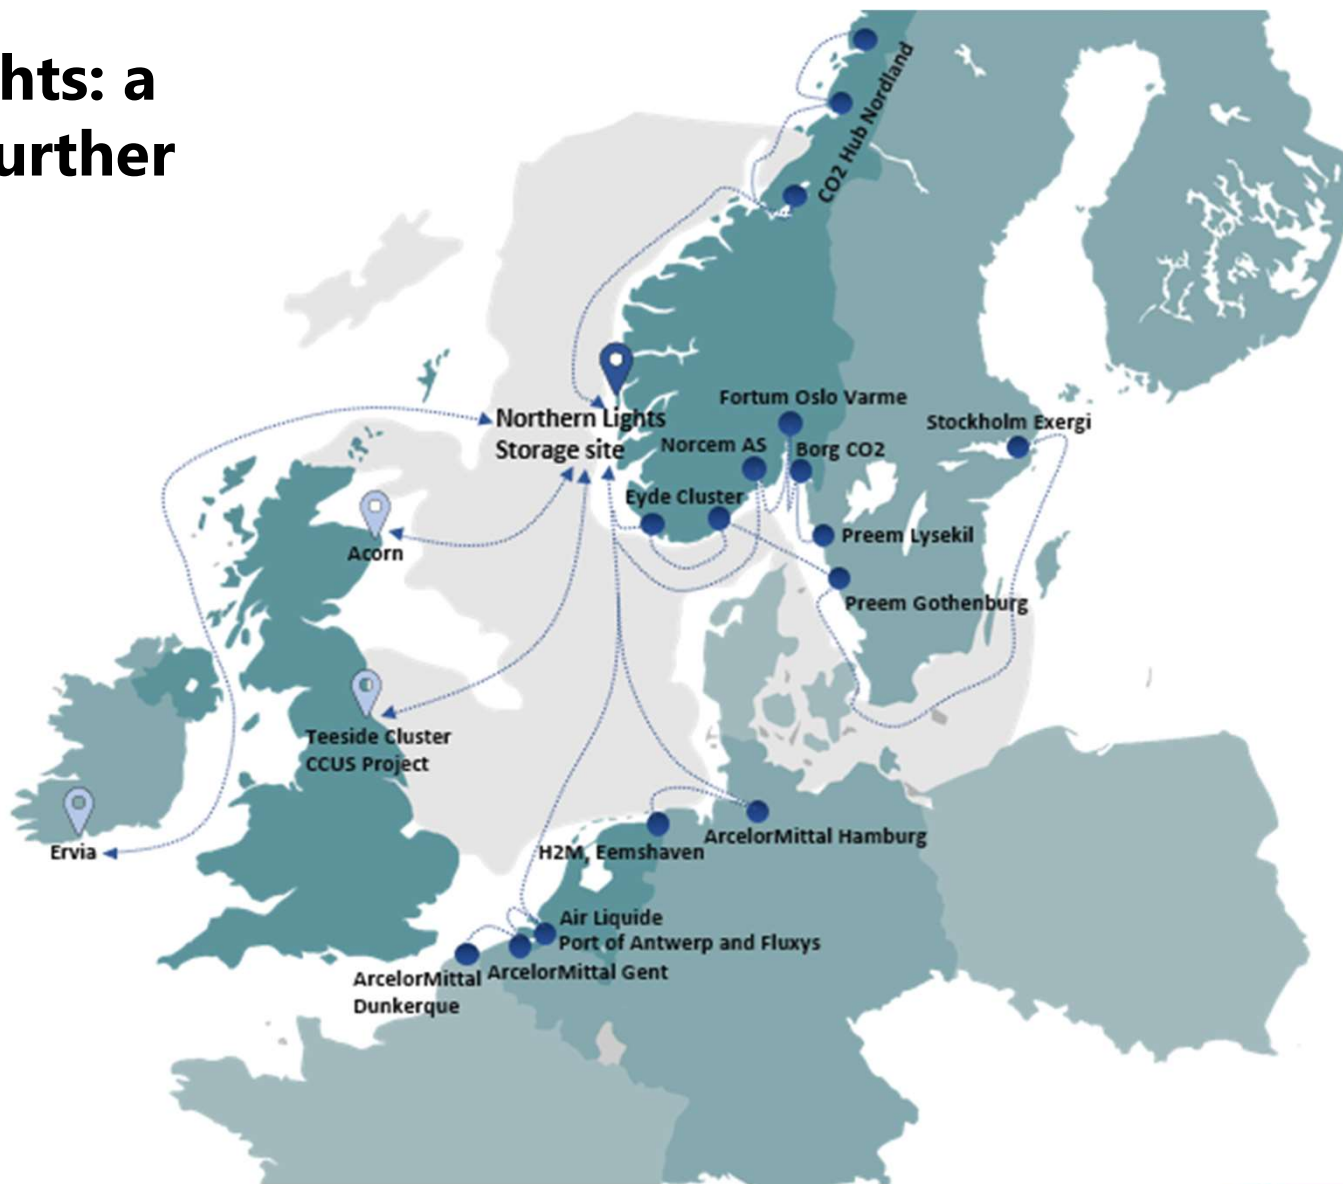 hts: a
urther
CO2 Hub Nordland
Northern Lights
Storage site
Fortum Oslo Varme
Norcem AS
Borg CO2
Stockholm Exergi
Eyde Cluster
Acorn
Preem Lysekil
Preem Gothenburg
Teeside Cluster
CCUS Project
Ervia
H2M, Eemshaven
ArcelorMittal Hamburg
Air Liquide
Port of Antwerp and Fluxys
ArcelorMittal Gent
ArcelorMittal
Dunkerque